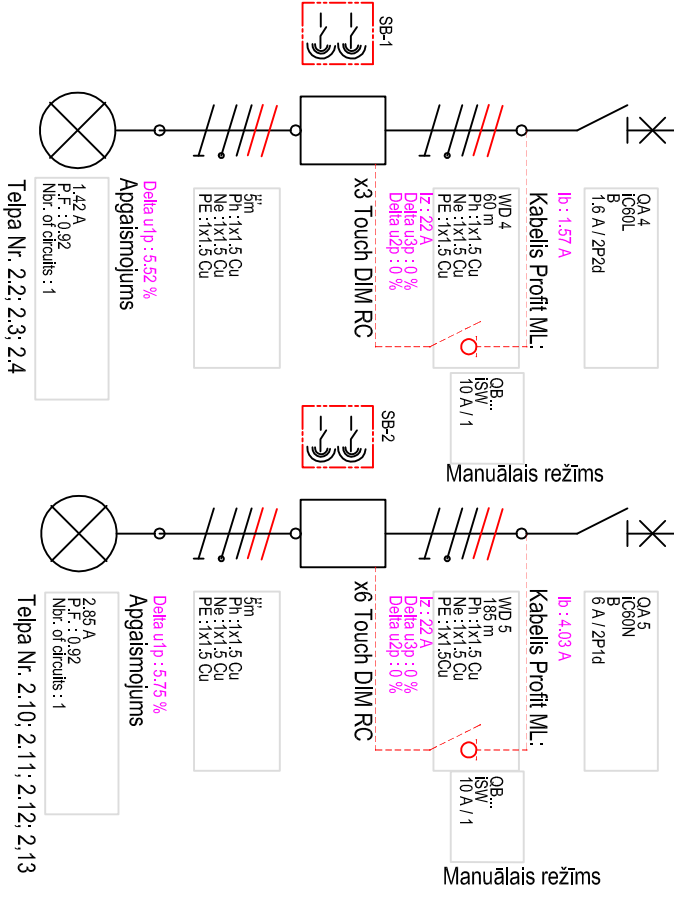 SB-1
QA 4
iC60L
B
1.6 A / 2P2d
Ib : 1.57 A
Kabelis Profit ML:
WD 4
60 m
Ph :1x1.5 Cu
Ne :1x1.5 Cu
PE :1x1.5 Cu
Iz : 22 A
Delta u3p : 0 %
Delta u2p : 0 %
QB...
iSW
10 A / 1
Manuālais režīms
x3 Touch DIM RC
5m
Ph :1x1.5 Cu
Ne :1x1.5 Cu
PE :1x1.5 Cu
Delta u1p : 5.52 %
Apgaismojums
1.42 A
P.F. : 0.92
Nbr. of circuits : 1
Telpa Nr. 2.2; 2.3; 2.4
SB-2
QA 5
iC60N
B
6 A / 2P1d
Ib : 4.03 A
Kabelis Profit ML:
WD 5
185 m
Ph :1x1.5 Cu
Ne :1x1.5 Cu
PE :1x1.5Cu
Iz : 22 A
Delta u3p : 0 %
Delta u2p : 0 %
QB...
iSW
10 A / 1
Manuālais režīms
x6 Touch DIM RC
5m
Ph :1x1.5 Cu
Ne :1x1.5 Cu
PE :1x1.5 Cu
Delta u1p : 5.75 %
Apgaismojums
2.85 A
P.F. : 0.92
Nbr. of circuits : 1
Telpa Nr. 2.10; 2.11; 2.12; 2,13